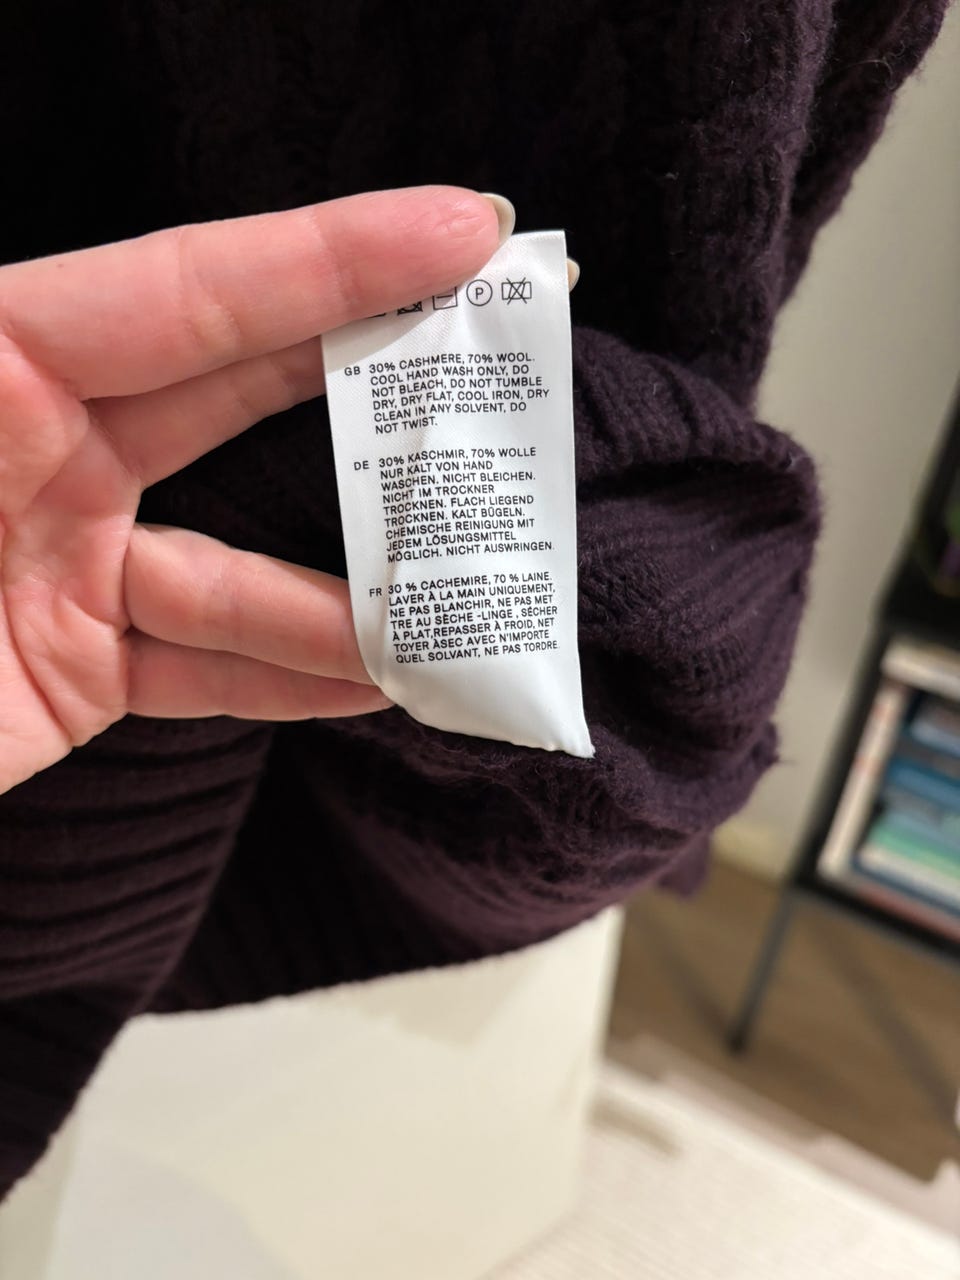 P
GB 30% CASHMERE, 70% WOOL.
COOL HAND WASH ONLY, DO
NOT BLEACH, DO NOT TUMBLE
DRY, DRY FLAT, COOL IRON, DRY
CLEAN IN ANY SOLVENT, DO
NOT TWIST.
DE 30% KASCHMIR, 70% WOLLE
NUR KALT VON HAND
WASCHEN. NICHT BLEICHEN.
NICHT IM TROCKNER
TROCKNEN. FLACH LIEGEND
TROCKNEN. KALT BÜGELN.
CHEMISCHE REINIGUNG MIT
JEDEM LÖSUNGSMITTEL
MÖGLICH. NICHT AUSWRINGEN.
FR 30 % CACHEMIRE, 70 % LAINE.
LAVER À LA MAIN UNIQUEMENT,
NE PAS BLANCHIR, NE PAS MET
TRE AU SÈCHE -LINGE , SÉCHER
À PLAT,REPASSER À FROID, NET
TOYER ÀSEC AVEC N'IMPORTE
QUEL SOLVANT, NE PAS TORDRE.